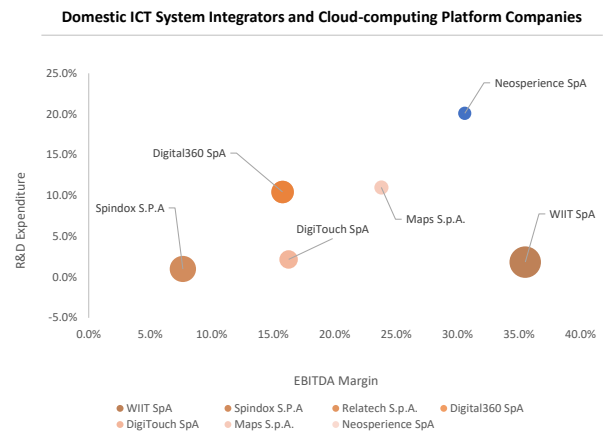 Domestic ICT System Integrators and Cloud-computing Platform Companies
25.0%
20.0%
15.0%
10.0%
5.0%
0.0%
-5.0%
R&D Expenditure
Neosperience SpA
Digital360 SpA
Spindox S.P.A
DigiTouch SpA
Maps S.p.A.
WIIT SpA
0.0% 5.0% 10.0% 15.0% 20.0% 25.0% 30.0% 35.0% 40.0%
EBITDA Margin
WIIT SpA Spindox S.P.A Relatech S.p.A. Digital360 SpA
DigiTouch SpA Maps S.p.A. Neosperience SpA